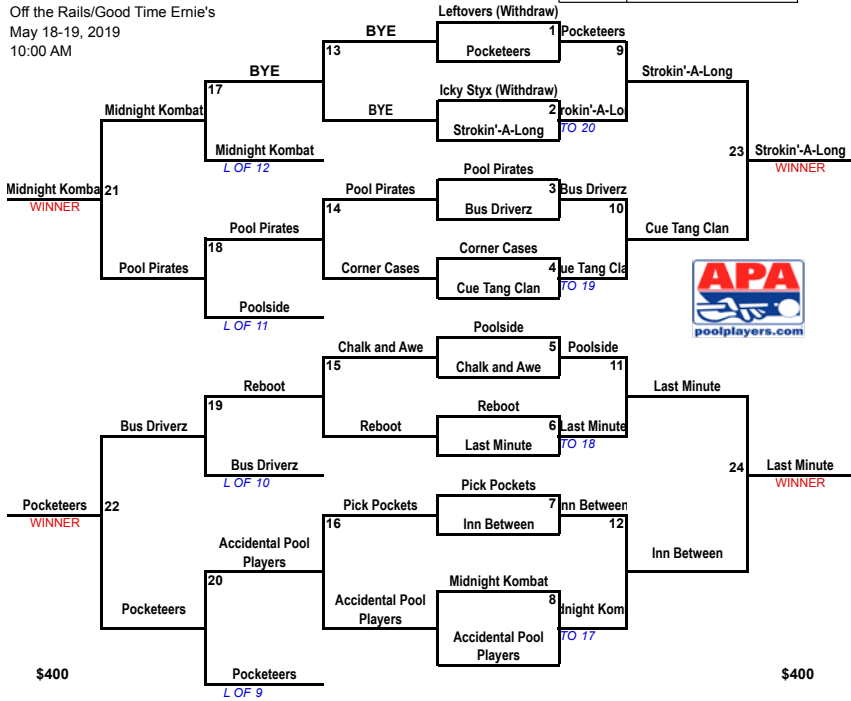 Off the Rails/Good Time Ernie's
May 18-19, 2019
10:00 AM
Leftovers (Withdraw)
BYE
1
Pocketeers
13
Pocketeers
9
BYE
Strokin'-A-Long
17
Icky Styx (Withdraw)
Midnight Kombat
BYE
2
rokin'-A-Lo
Strokin'-A-Long
TO 20
Midnight Kombat
23
Strokin'-A-Long
L OF 12
WINNER
Pool Pirates
Midnight Komba
21
Pool Pirates
3
Bus Driverz
WINNER
14
Bus Driverz
10
Pool Pirates
Cue Tang Clan
18
Corner Cases
Pool Pirates
Corner Cases
4
ue Tang Cla
Cue Tang Clan
TO 19
APA
Poolside
L OF 11
Poolside
poolplayers.com
Chalk and Awe
5
Poolside
15
Chalk and Awe
11
Reboot
Last Minute
19
Reboot
Bus Driverz
Reboot
6
Last Minute
Last Minute
TO 18
Bus Driverz
24
Last Minute
L OF 10
WINNER
Pick Pockets
Pocketeers
22
Pick Pockets
7
nn Between
WINNER
16
Inn Between
12
Accidental Pool
Players
Inn Between
20
Midnight Kombat
Pocketeers
Accidental Pool
Players
8
dnight Kom
Accidental Pool
Players
TO 17
$400
Pocketeers
$400
L OF 9